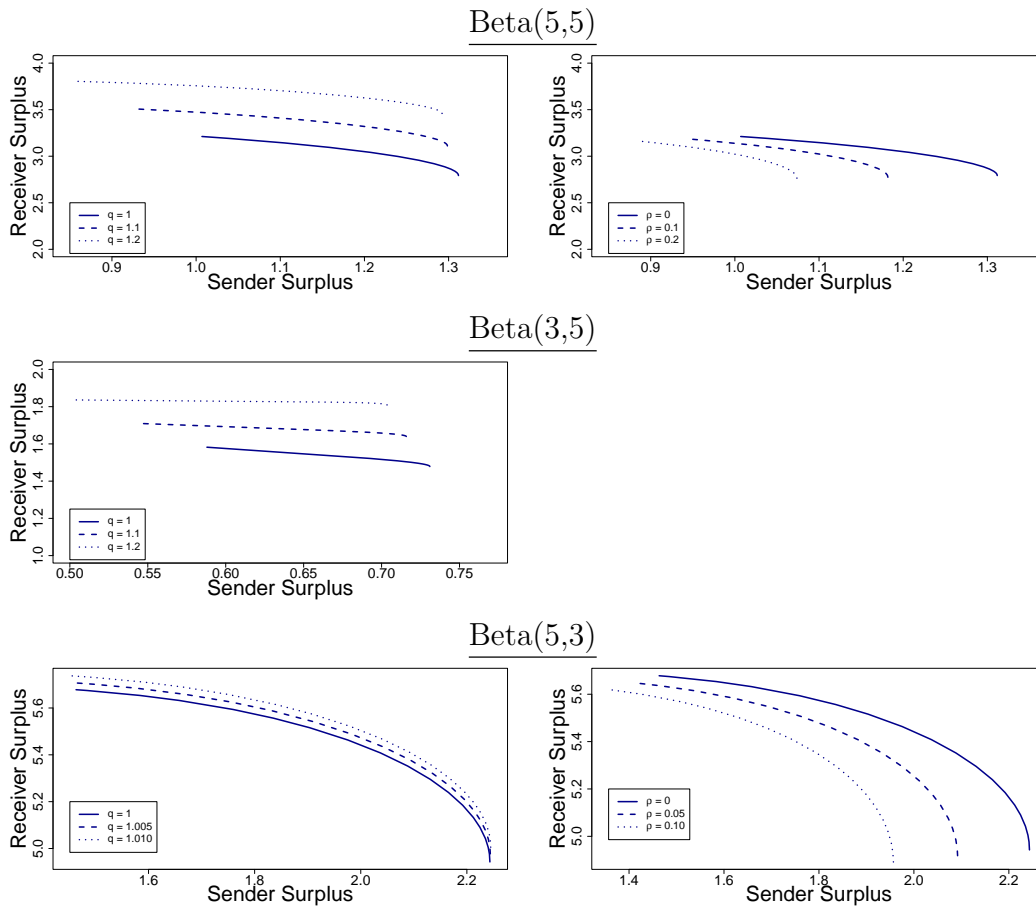 Beta(5,5)
Receiver Surplus
4.0
3.5
3.0
2.5
2.0
q = 1
q = 1.1
q = 1.2
0.9 1.0 1.1 1.2 1.3
Sender Surplus
Receiver Surplus
4.0
3.5
3.0
2.5
2.0
ρ = 0
ρ = 0.1
ρ = 0.2
0.9 1.0 1.1 1.2 1.3
Sender Surplus
Beta(3,5)
Receiver Surplus
2.0
1.8
1.6
1.4
1.2
1.0
q = 1
q = 1.1
q = 1.2
0.50 0.55 0.60 0.65 0.70 0.75
Sender Surplus
Beta(5,3)
Receiver Surplus
5.6
5.4
5.2
5.0
q = 1
q = 1.005
q = 1.010
1.6 1.8 2.0 2.2
Sender Surplus
Receiver Surplus
5.6
5.4
5.2
5.0
ρ = 0
ρ = 0.05
ρ = 0.10
1.4 1.6 1.8 2.0 2.2
Sender Surplus